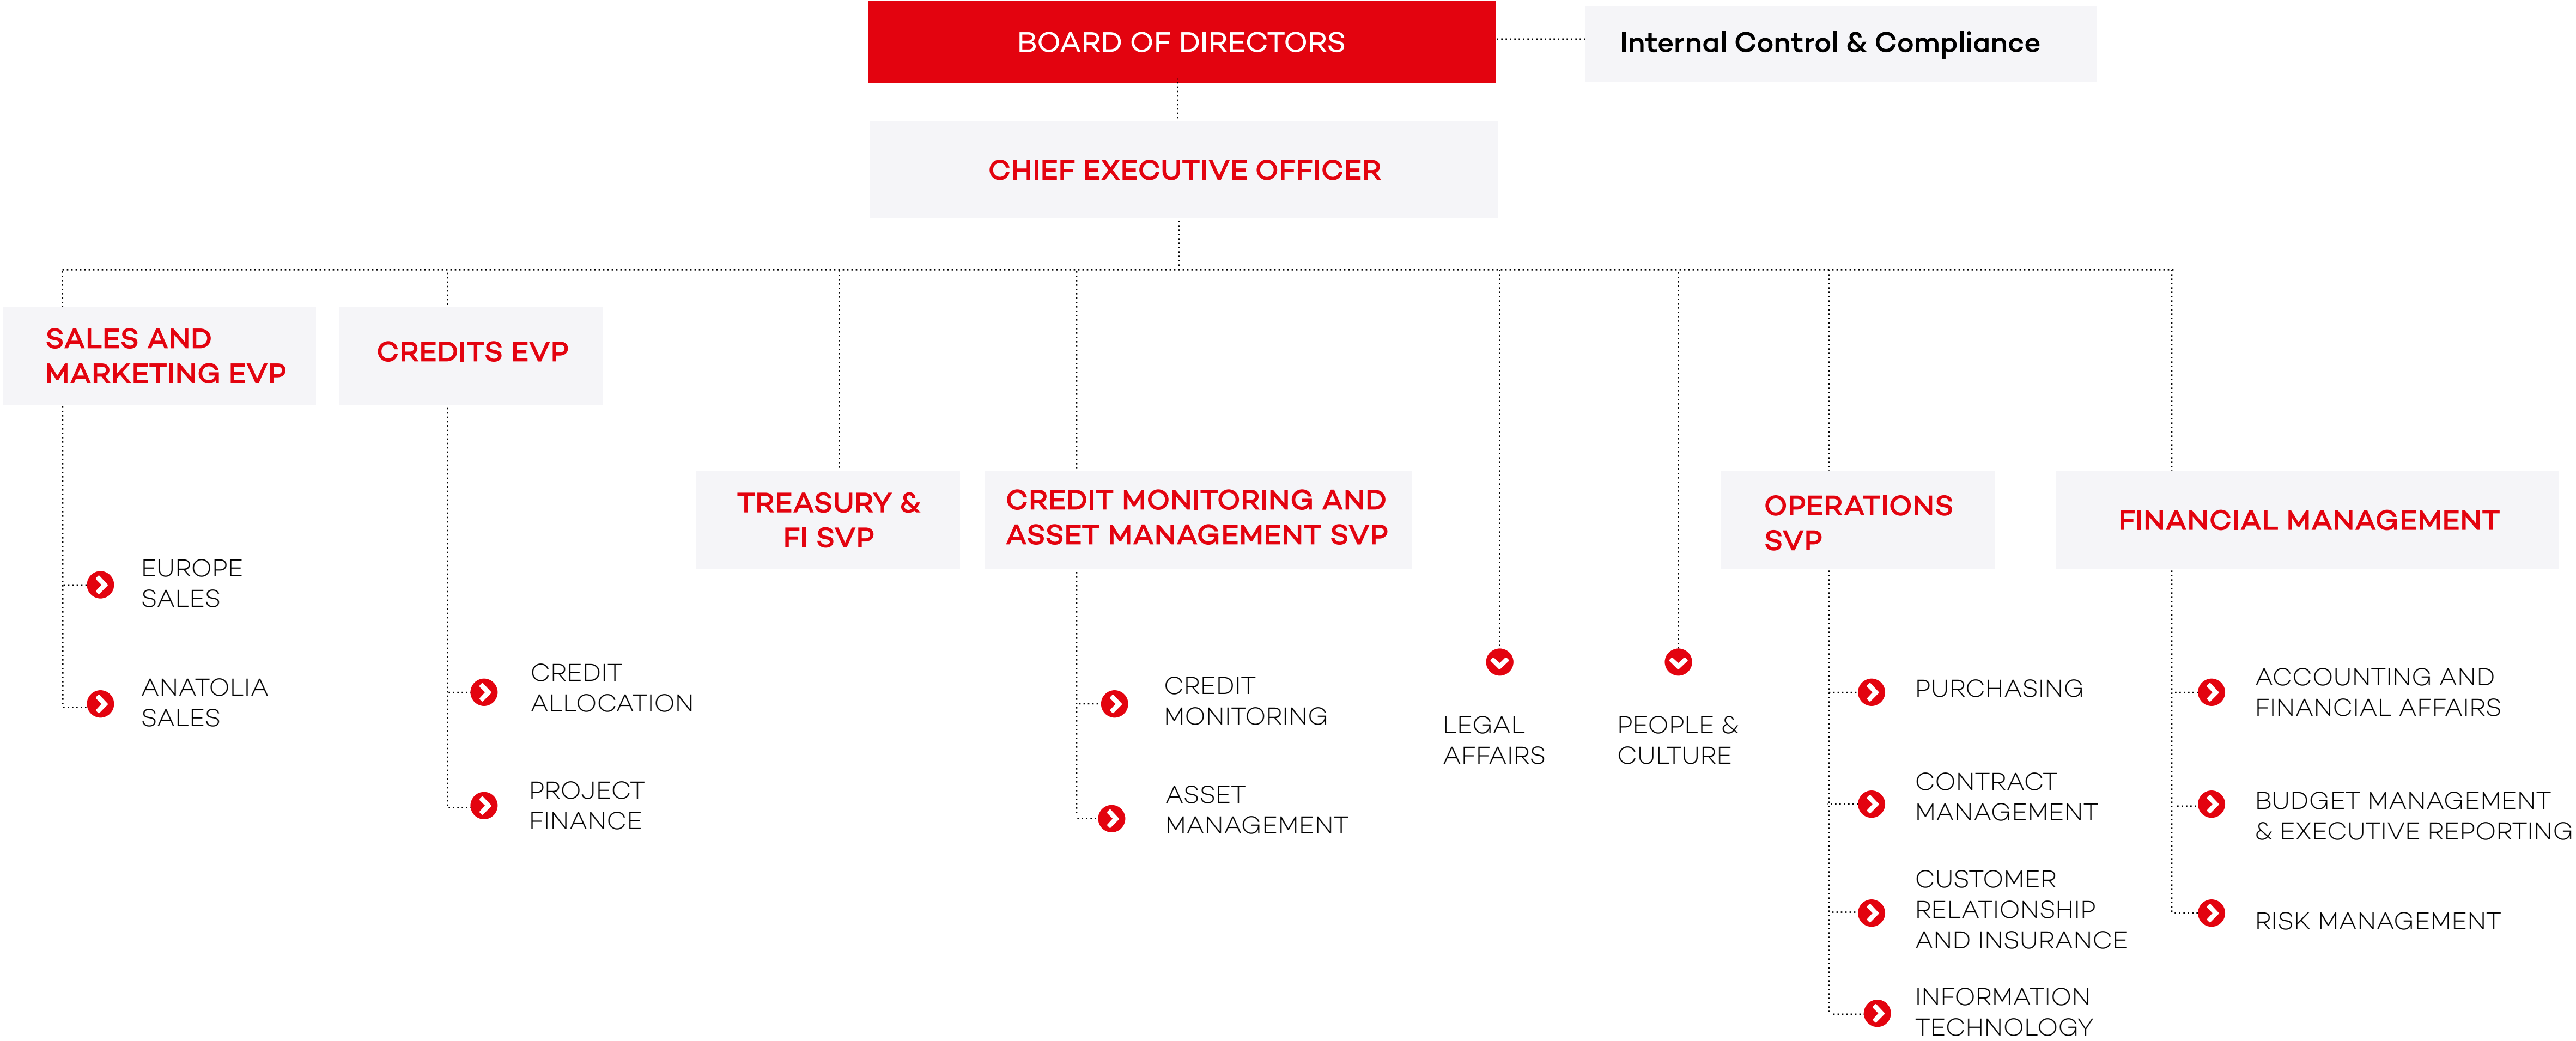 BOARD OF DIRECTORS
Internal Control & Compliance
CHIEF EXECUTIVE OFFICER
SALES AND
MARKETING EVP
EUROPE
SALES
ANATOLIA
SALES
CREDITS EVP
CREDIT
ALLOCATION
PROJECT
FINANCE
TREASURY &
FI SVP
CREDIT MONITORING AND
ASSET MANAGEMENT SVP
CREDIT
MONITORING
ASSET
MANAGEMENT
LEGAL
AFFAIRS
PEOPLE &
CULTURE
OPERATIONS
SVP
PURCHASING
CONTRACT
MANAGEMENT
CUSTOMER
RELATIONSHIP
AND INSURANCE
INFORMATION
TECHNOLOGY
FINANCIAL MANAGEMENT
ACCOUNTING AND
FINANCIAL AFFAIRS
BUDGET MANAGEMENT
& EXECUTIVE REPORTING
RISK MANAGEMENT